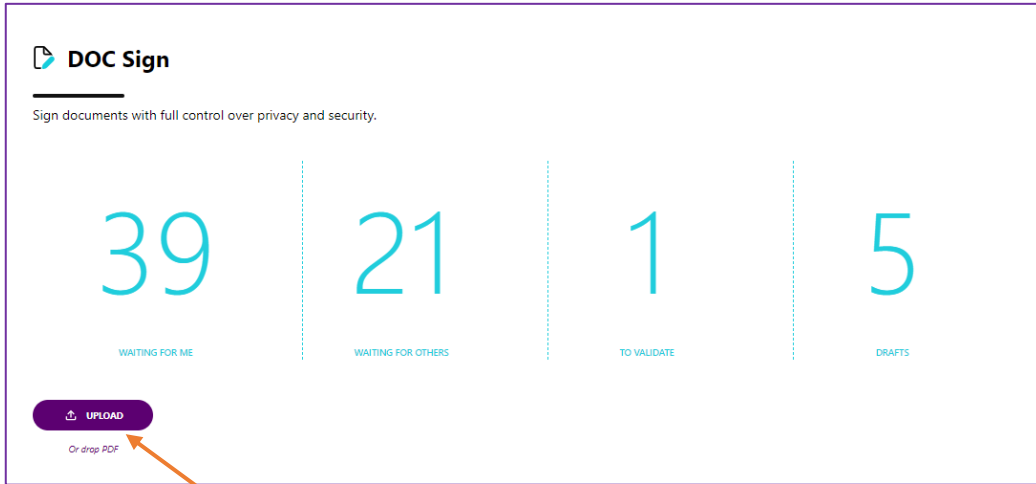 DOC Sign
Sign documents with full control over privacy and security.
39
21
1
5
WAITING FOR ME
WAITING FOR OTHERS
TO VALIDATE
DRAFTS
UPLOAD
Or drop PDF